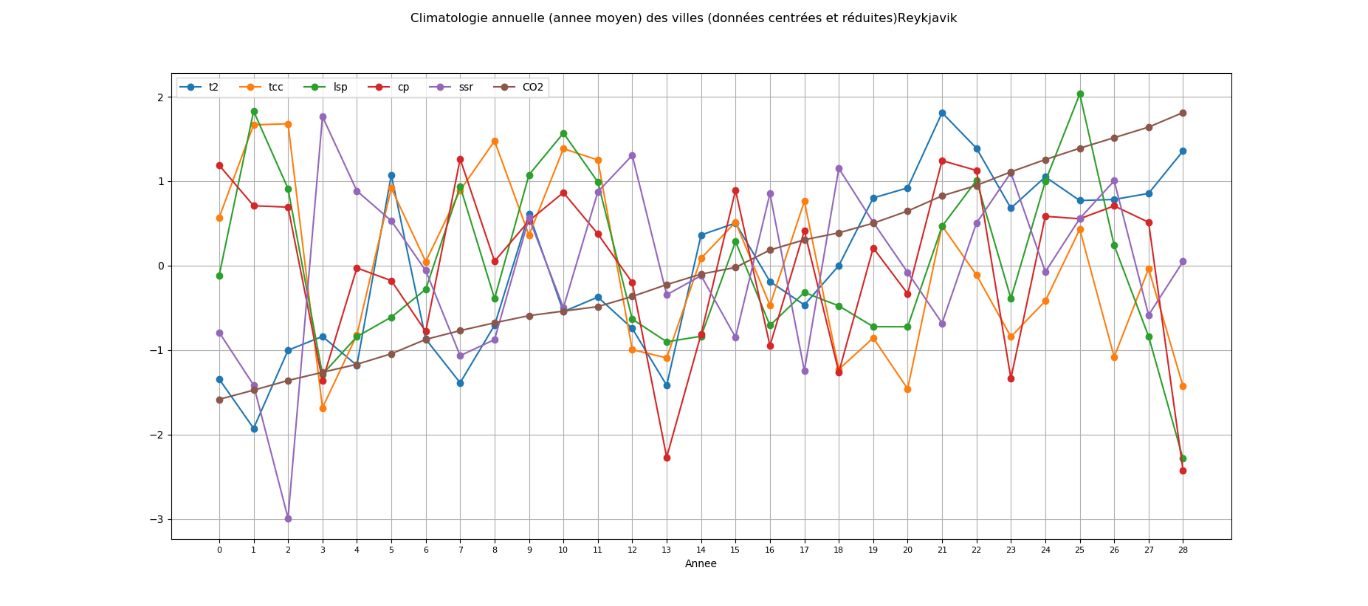 Climatologie annuelle (annee moyen) des villes (données centrées et réduites)Reykjavik
t2 tcc lsp cp ssr CO2
2
1
0
−1
−2
−3
0 1 2 3 4 5 6 7 8 9 10 11 12 13 14 15 16 17 18 19 20 21 22 23 24 25 26 27 28
Annee